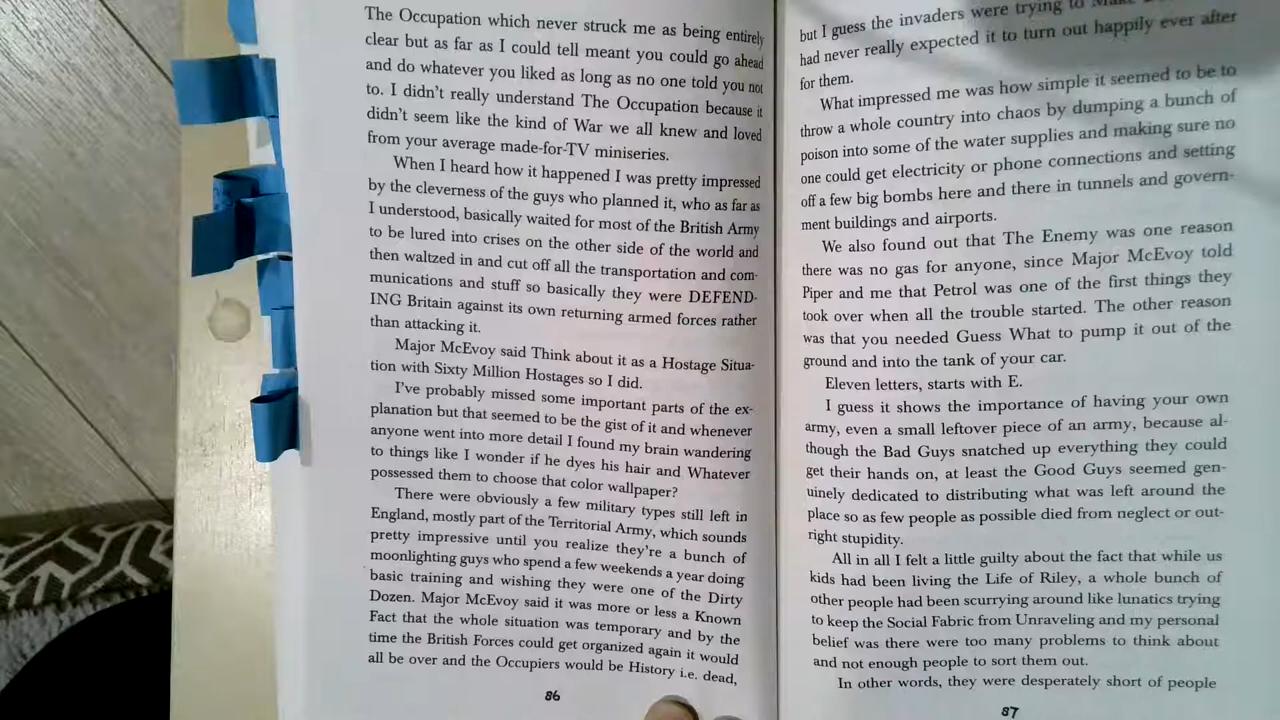 The Occupation which never struck me as being entirely
clear but as far as I could tell meant you could go ahead
and do whatever you liked as long as no one told you not
to. I didn't really understand The Occupation because it
didn't seem like the kind of War we all knew and loved
from your average made-for-TV miniseries.
When I heard how it happened I was pretty impressed
by the cleverness of the guys who planned it, who as far as
I understood, basically waited for most of the British Army
to be lured into crises on the other side of the world and
then waltzed in and cut off all the transportation and com-
munications and stuff so basically they were DEFEND-
ING Britain against its own returning armed forces rather
than attacking it.
Major McEvoy said Think about it as a Hostage Situa-
tion with Sixty Million Hostages so I did.
I've probably missed some important parts of the ex-
planation but that seemed to be the gist of it and whenever
anyone went into more detail I found my brain wandering
to things like I wonder if he dyes his hair and Whatever
possessed them to choose that color wallpaper?
There were obviously a few military types still left in
England, mostly part of the Territorial Army, which sounds
pretty impressive until you realize they're a bunch of
moonlighting guys who spend a few weekends a year doing
basic training and wishing they were one of the Dirty
Dozen. Major McEvoy said it was more or less a Known
Fact that the whole situation was temporary and by the
time the British Forces could get organized again it would
all be over and the Occupiers would be History i.e. dead,
86
but I guess the invaders were trying to
had never really expected it to turn out happily ever after
for them.
What impressed me was how simple it seemed to be to
throw a whole country into chaos by dumping a bunch of
poison into some of the water supplies and making sure no
one could get electricity or phone connections and setting
off a few big bombs here and there in tunnels and govern-
ment buildings and airports.
We also found out that The Enemy was one reason
there was no gas for anyone, since Major McEvoy told
Piper and me that Petrol was one of the first things they
took over when all the trouble started. The other reason
was that you needed Guess What to pump it out of the
ground and into the tank of your car.
Eleven letters, starts with E.
I guess it shows the importance of having your own
army, even a small leftover piece of an army, because al-
though the Bad Guys snatched up everything they could
get their hands on, at least the Good Guys seemed gen-
uinely dedicated to distributing what was left around the
place so as few people as possible died from neglect or out-
right stupidity.
All in all I felt a little guilty about the fact that while us
kids had been living the Life of Riley, a whole bunch of
other people had been scurrying around like lunatics trying
to keep the Social Fabric from Unraveling and my personal
belief was there were too many problems to think about
and not enough people to sort them out.
In other words, they were desperately short of people
87